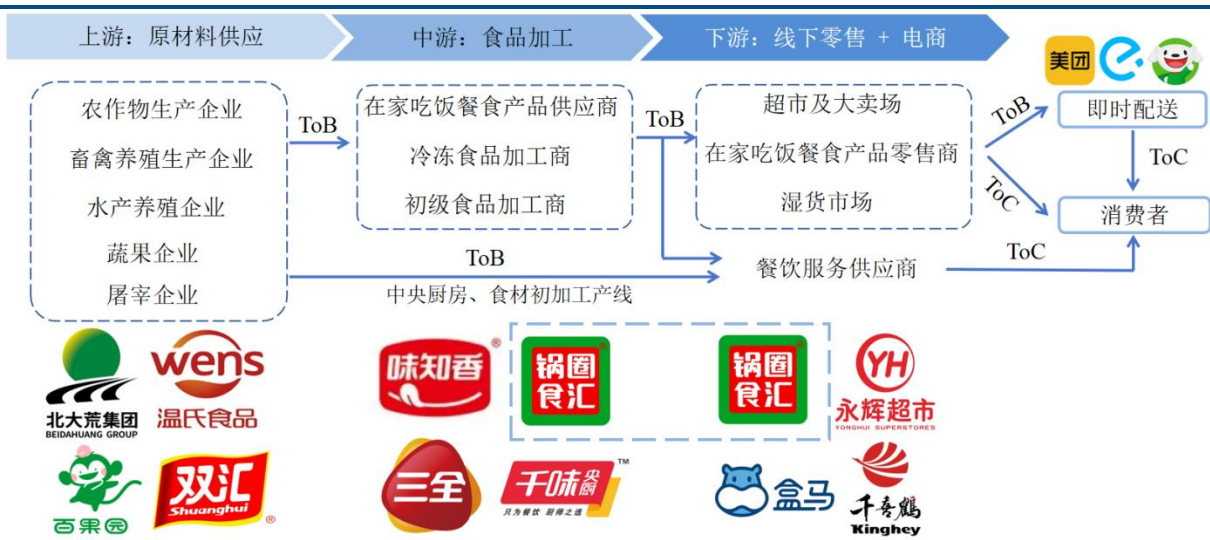 上游：原材料供应
中游：食品加工
下游：线下零售 + 电商
美团
农作物生产企业
畜禽养殖生产企业
水产养殖企业
蔬果企业
屠宰企业
ToB
在家吃饭餐食产品供应商
冷冻食品加工商
初级食品加工商
ToB
超市及大卖场
在家吃饭餐食产品零售商
湿货市场
ToB
ToC
即时配送
ToC
消费者
ToB
中央厨房、食材初加工产线
餐饮服务供应商
ToC
北大荒集团
BEIDAHUANG GROUP
wens
温氏食品
味知香
®
锅圈
食汇
锅圈
食汇
YH
永辉超市
YONGHUI SUPERSTORES
百果园
双汇
Shuanghui
®
三全
千味央厨
TM
只为餐饮 厨师之选
盒马
千喜鹤
Kinghey